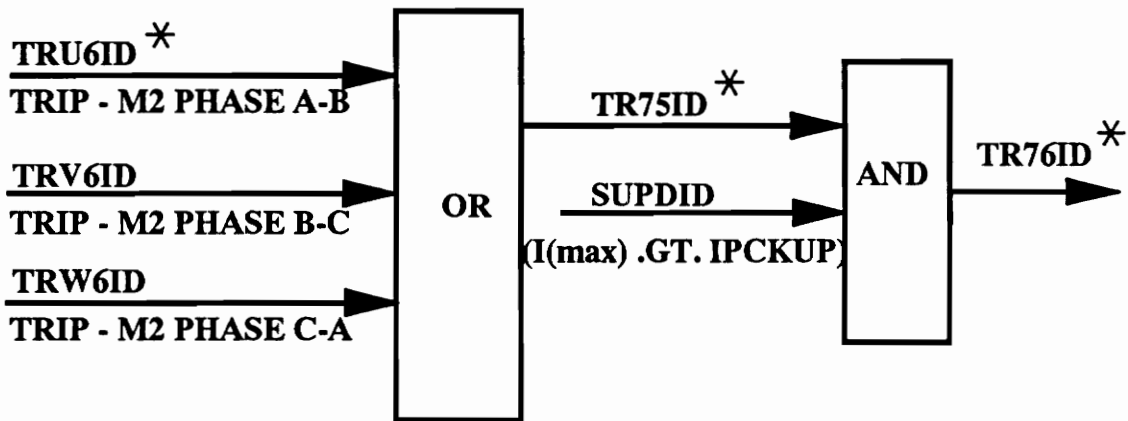 TRU6ID *
TRIP - M2 PHASE A-B
TRV6ID
TRIP - M2 PHASE B-C
TRW6ID
TRIP - M2 PHASE C-A
OR
TR75ID *
SUPDID
(I(max) .GT. IPCKUP)
AND
TR76ID *